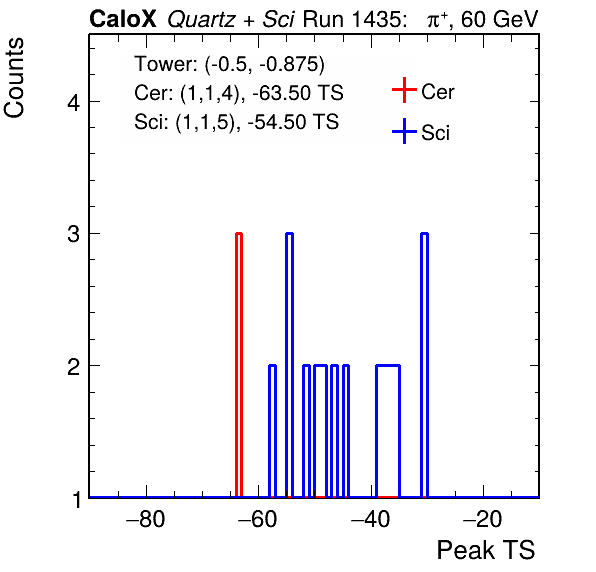 CaloX Quartz + Sci Run 1435: π+, 60 GeV
Counts
Tower: (-0.5, -0.875)
Cer: (1,1,4), -63.50 TS
Sci: (1,1,5), -54.50 TS
Cer
Sci
4
3
2
1
−80 −60 −40 −20
Peak TS